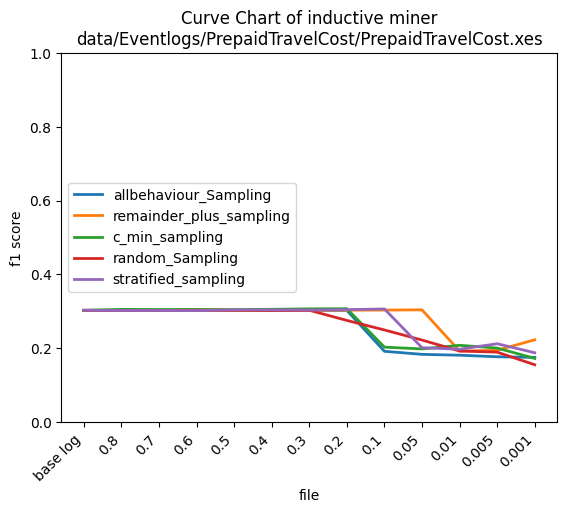 Curve Chart of inductive miner
data/Eventlogs/PrepaidTravelCost/PrepaidTravelCost.xes
1.0
0.8
0.6
0.4
0.2
0.0
f1 score
allbehaviour_Sampling
remainder_plus_sampling
c_min_sampling
random_Sampling
stratified_sampling
base log
0.8
0.7
0.6
0.5
0.4
0.3
0.2
0.1
0.05
0.01
0.005
0.001
file